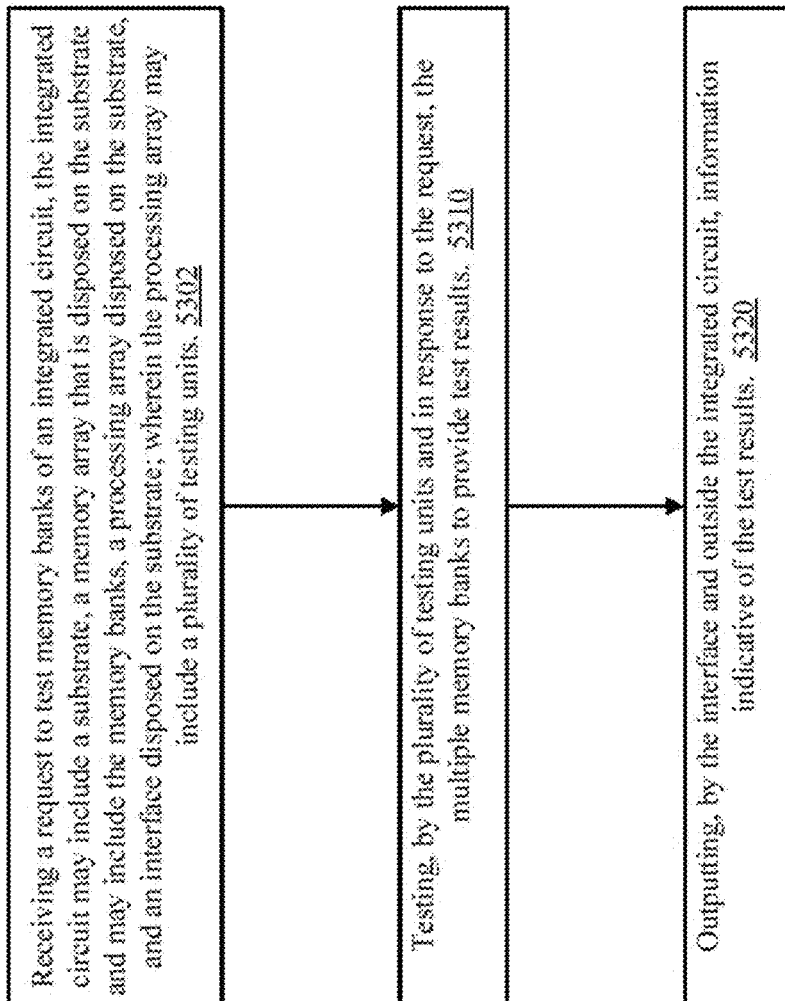 Receiving a request to test memory banks of an integrated circuit, the integrated
circuit may include a substrate, a memory array that is disposed on the substrate
and may include the memory banks, a processing array disposed on the substrate,
and an interface disposed on the substrate; wherein the processing array may
include a plurality of testing units. 5302
Testing, by the plurality of testing units and in response to the request, the
multiple memory banks to provide test results. 5310
Outputting, by the interface and outside the integrated circuit, information
indicative of the test results. 5320